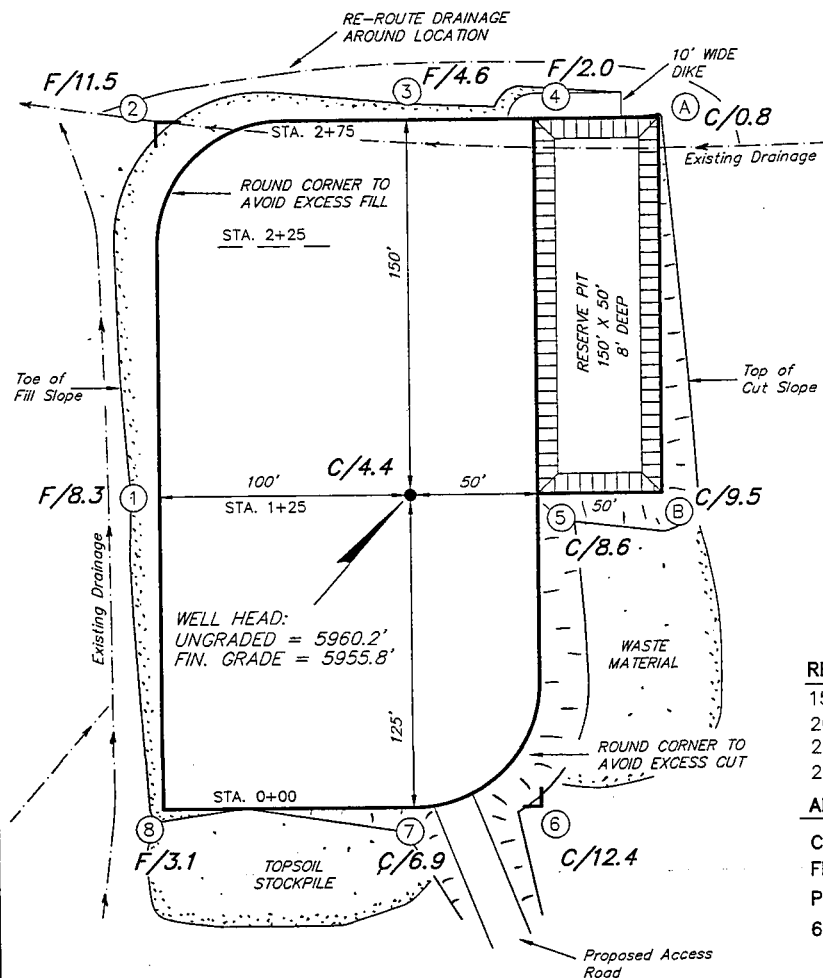 RE-ROUTE DRAINAGE
AROUND LOCATION
10' WIDE
DIKE
F/11.5
2
3
F/4.6
F/2.0
4
A
C/0.8
STA. 2+75
Existing Drainage
ROUND CORNER TO
AVOID EXCESS FILL
STA. 2+25
150'
RESERVE PIT
150' X 50'
8' DEEP
Toe of
Fill Slope
Top of
Cut Slope
C/4.4
F/8.3
1
100'
50'
STA. 1+25
50'
B
C/9.5
5
C/8.6
Existing Drainage
WELL HEAD:
UNGRADED = 5960.2'
FIN. GRADE = 5955.8'
WASTE
MATERIAL
125'
ROUND CORNER TO
AVOID EXCESS CUT
STA. 0+00
8
F/3.1
7
C/6.9
6
C/12.4
TOPSOIL
STOCKPILE
Proposed Access
Road